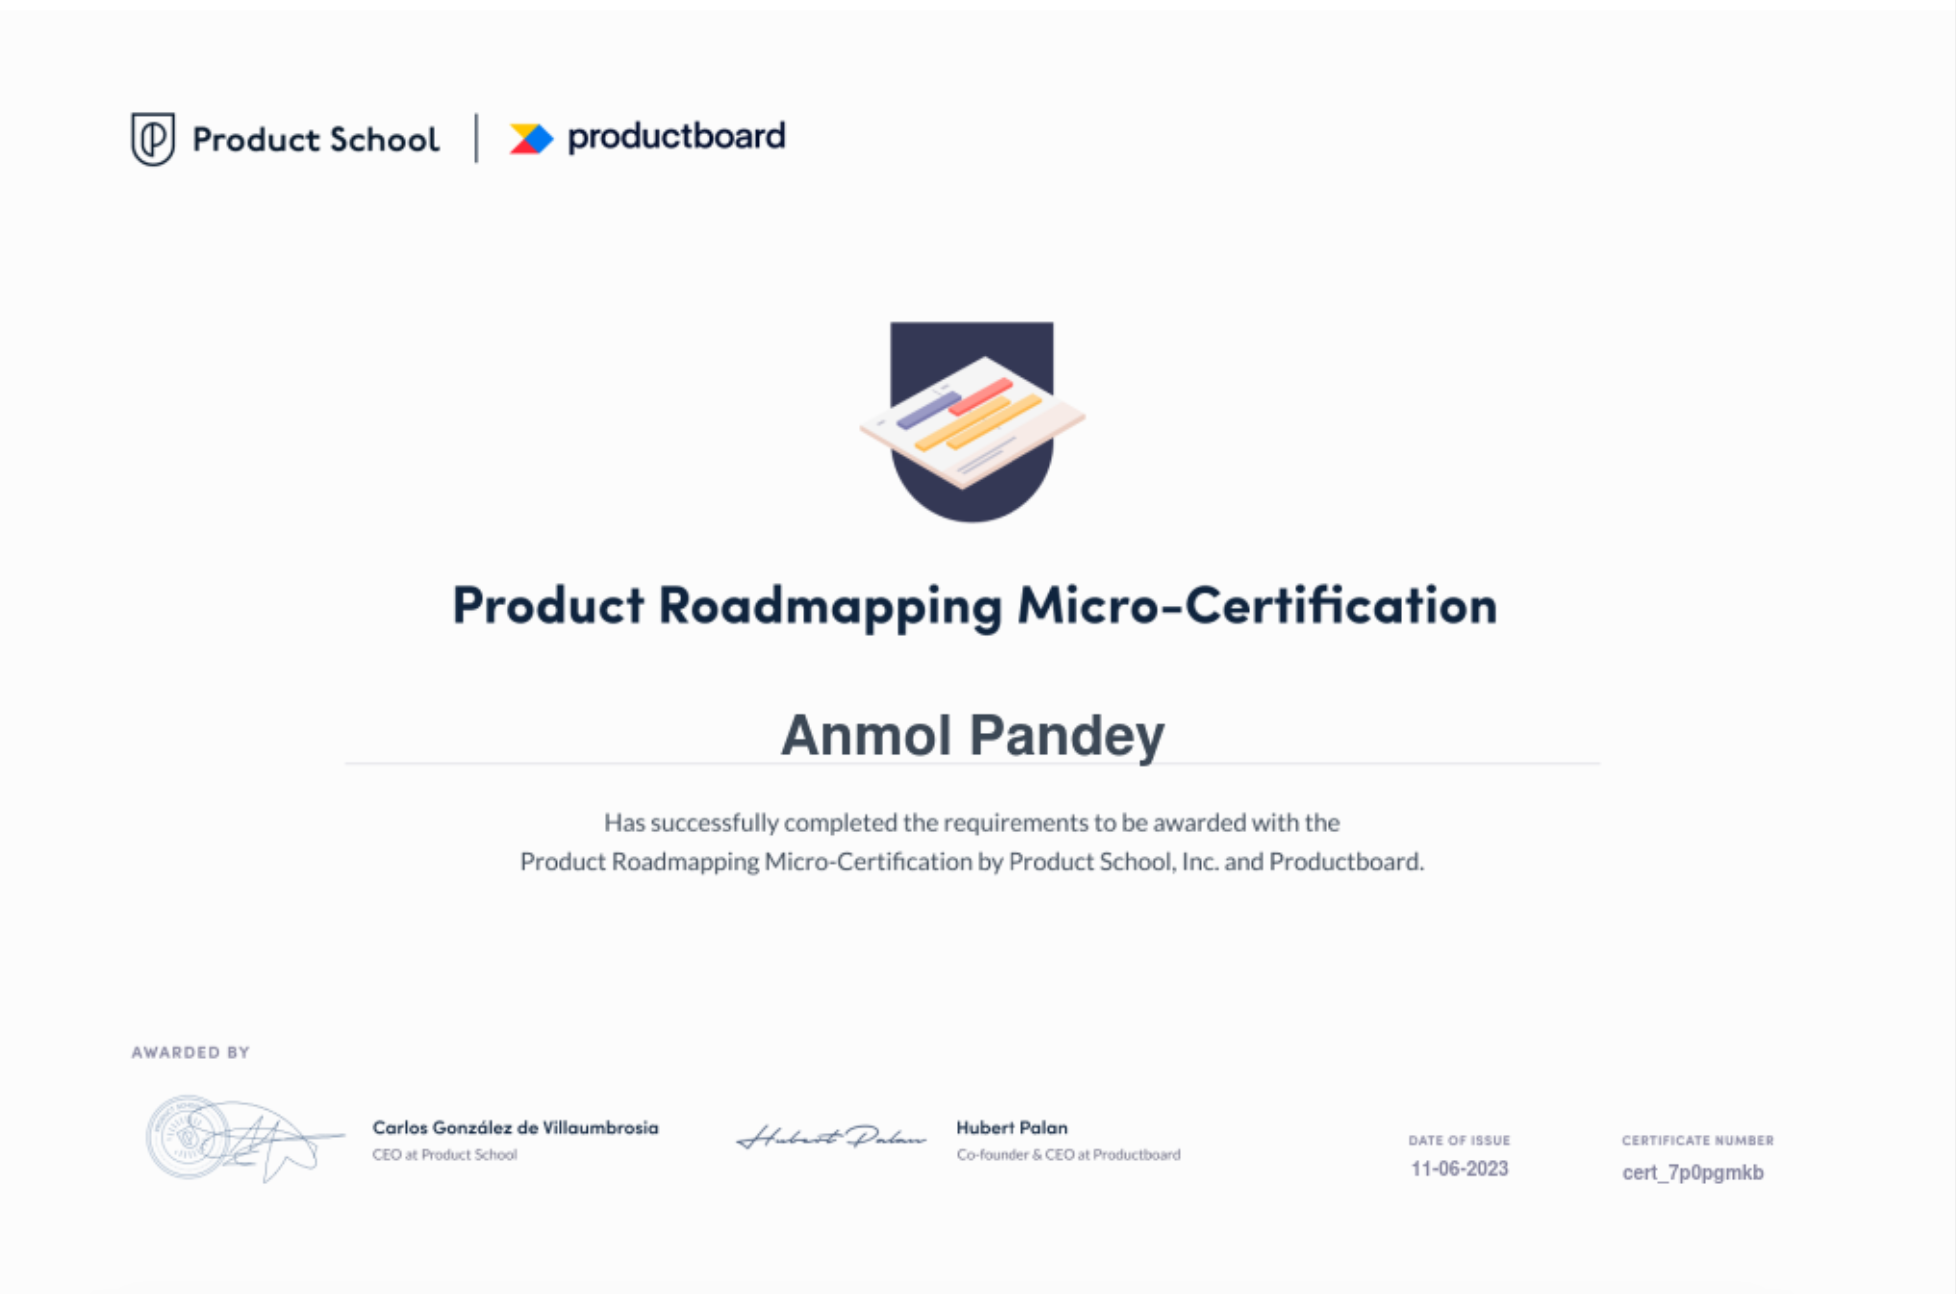 Product School | productboard
Product Roadmapping Micro-Certification
Anmol Pandey
Has successfully completed the requirements to be awarded with the
Product Roadmapping Micro-Certification by Product School, Inc. and Productboard.
AWARDED BY
PRODUCT SCHOOL
Carlos González de Villaumbrosia
CEO at Product School
Hubert Palan
Hubert Palan
Co-founder & CEO at Productboard
DATE OF ISSUE
11-06-2023
CERTIFICATE NUMBER
cert_7p0pgmkb